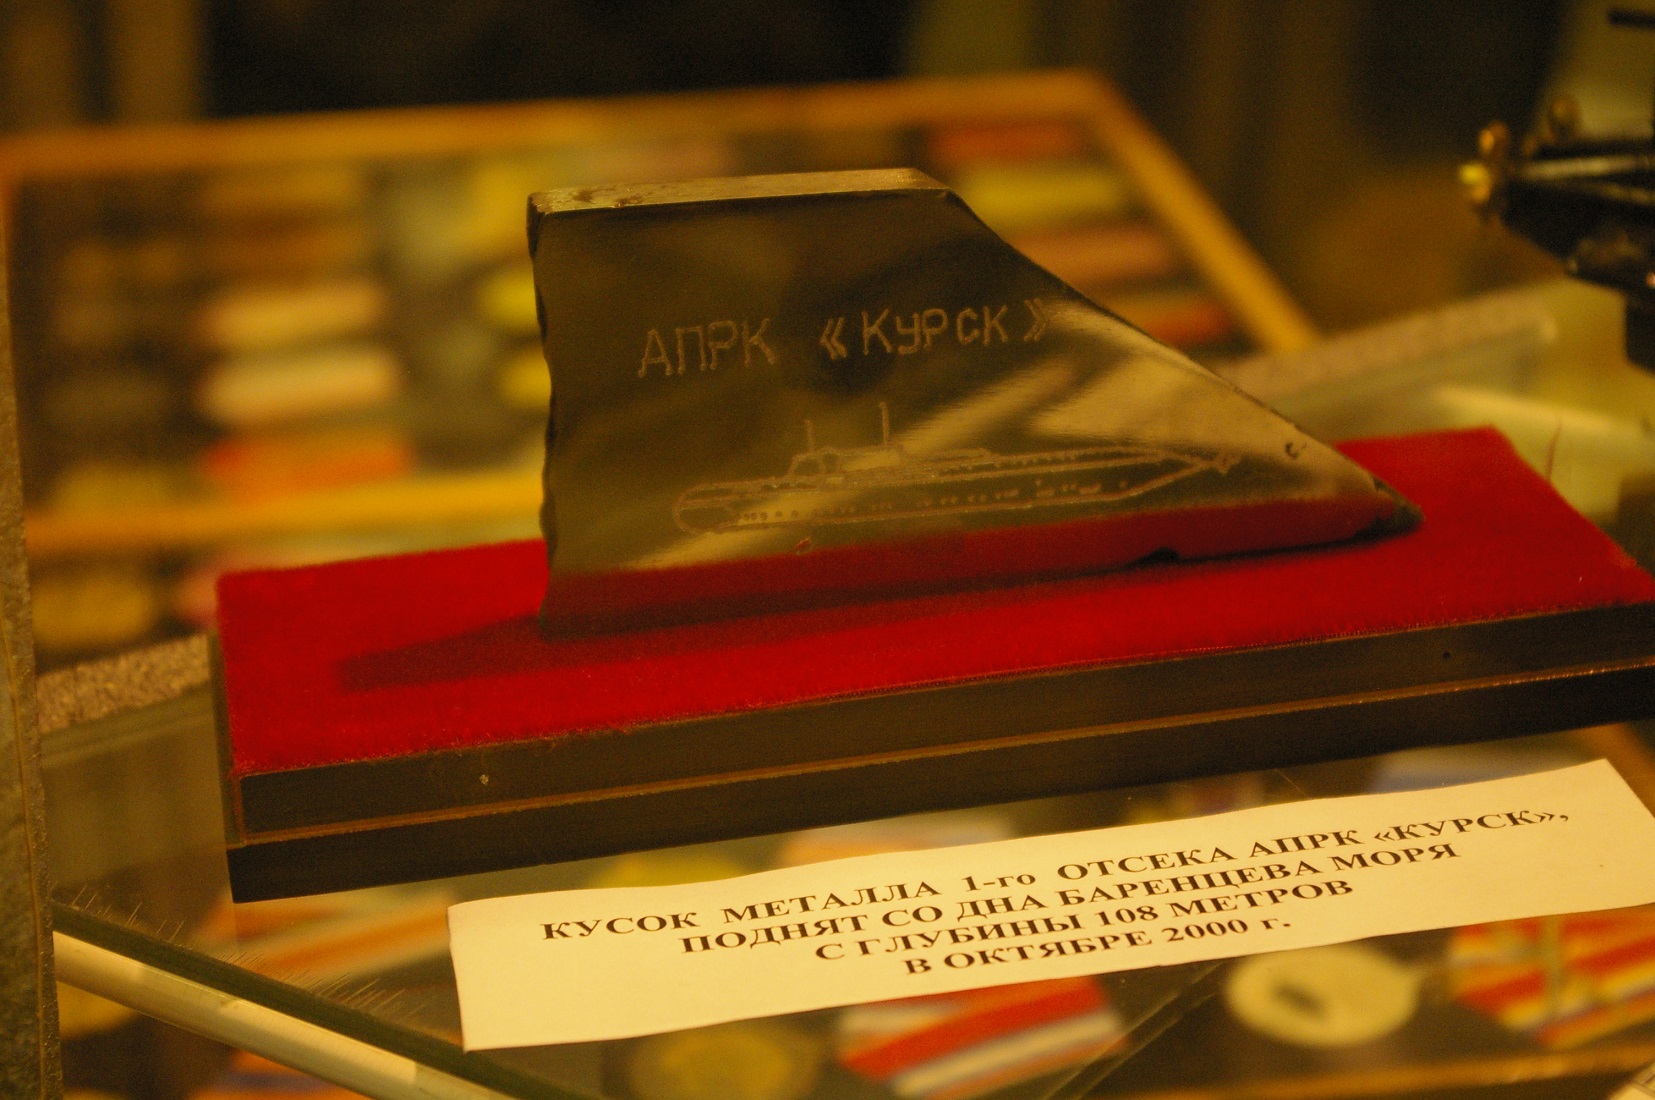 АПРК «КУРСК»
КУСОК МЕТАЛЛА 1-го ОТСЕКА АПРК «КУРСК»,
ПОДНЯТ СО ДНА БАРЕНЦЕВА МОРЯ
С ГЛУБИНЫ 108 МЕТРОВ
В ОКТЯБРЕ 2000 г.